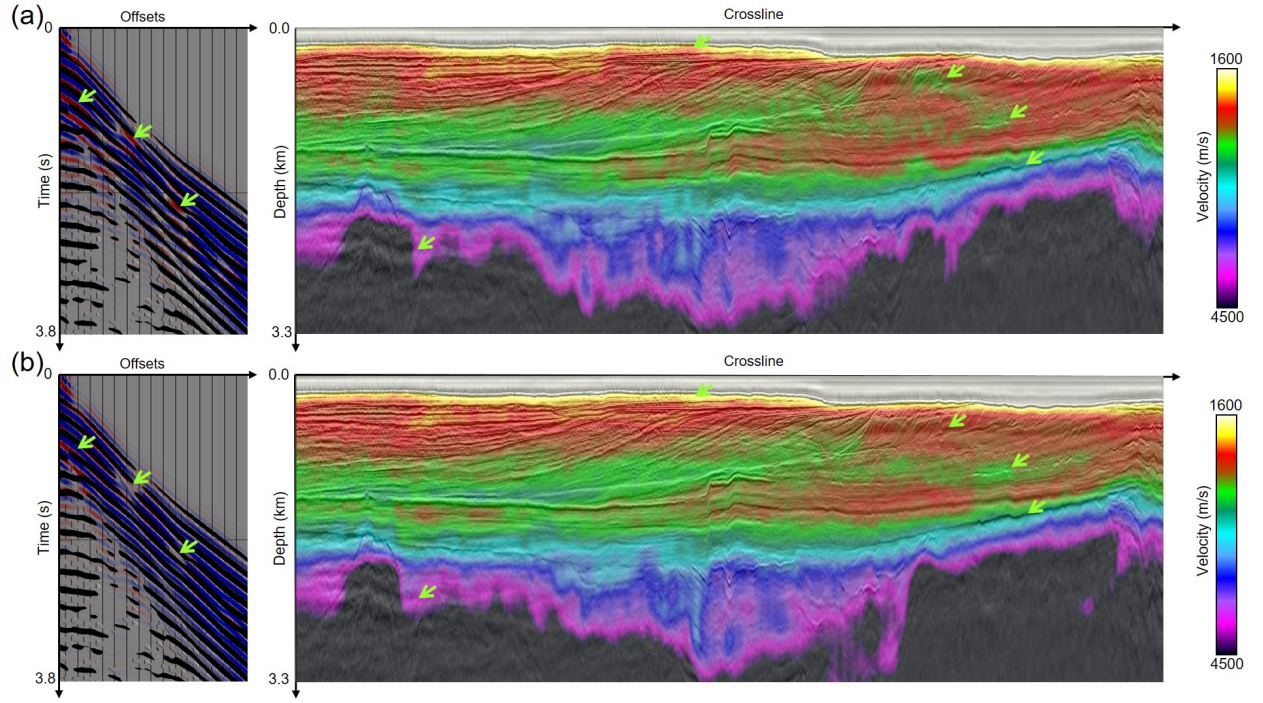 (a)
Offsets
Crossline
0
0.0
1600
Time (s)
Depth (km)
Velocity (m/s)
3.8
3.3
4500
(b)
Offsets
Crossline
0
0.0
1600
Time (s)
Depth (km)
Velocity (m/s)
3.8
3.3
4500